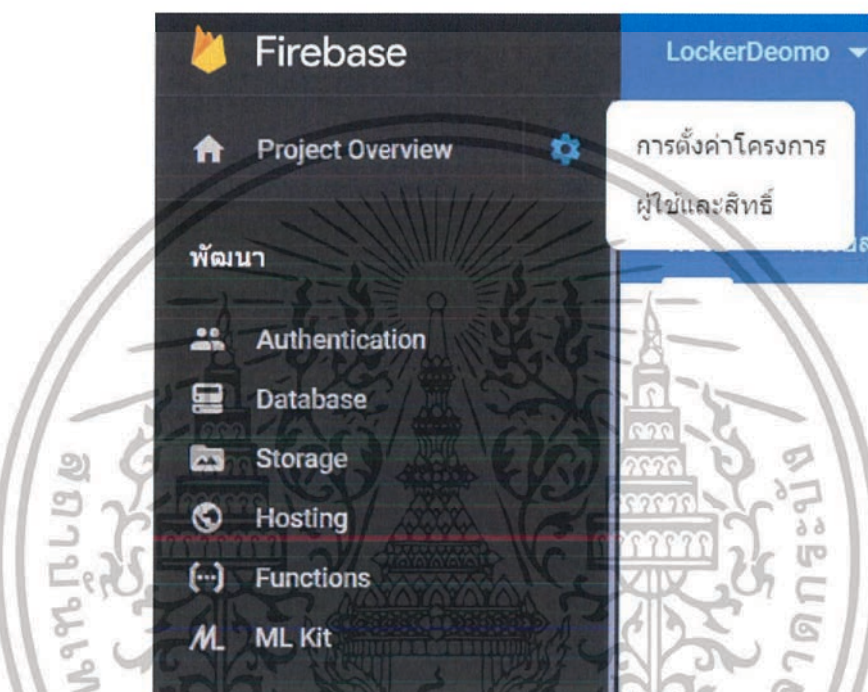 Firebase
LockerDeomo
Project Overview
การตั้งค่าโครงการ
ผู้ใช้และสิทธิ์
พัฒนา
Authentication
Database
Storage
Hosting
Functions
ML Kit